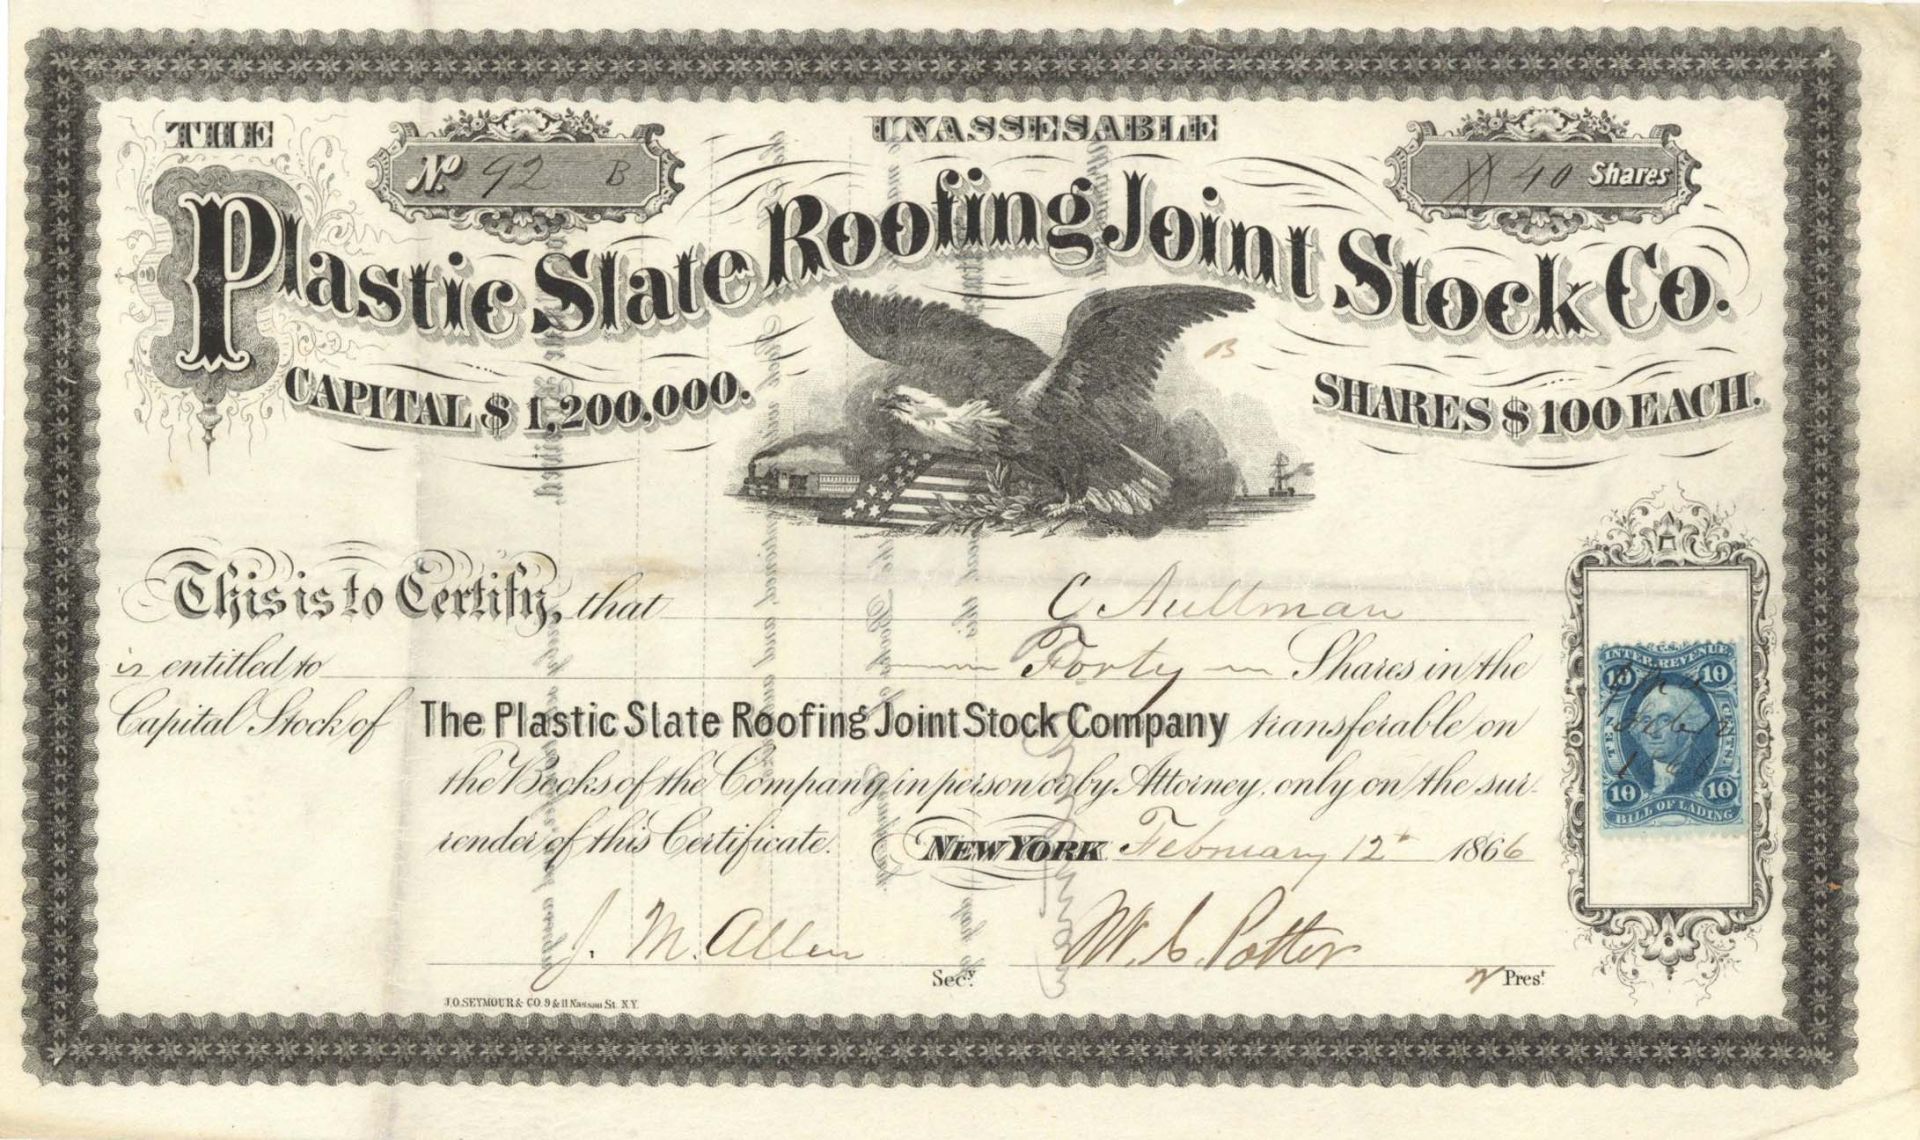 THE
No. 92 B
UNASSESABLE
40 Shares
Plastic Slate Roofing Joint Stock Co.
CAPITAL $1,200,000.
SHARES $100 EACH.
B
This is to Certify, that C Aultman
is entitled to Forty Shares in the
Capital Stock of The Plastic Slate Roofing Joint Stock Company transferable on
the Books of the Company in person or by Attorney, only on the sur-
render of this Certificate. NEW YORK February 12th 1866
J. M. Allen Secy.
W. C. Potter Prest.
J.O. SEYMOUR & CO. 9 & 11 Nassau St. N.Y.
U.S.
INTER. REVENUE
10 10
TEN CENTS
10 10
BILL OF LADING